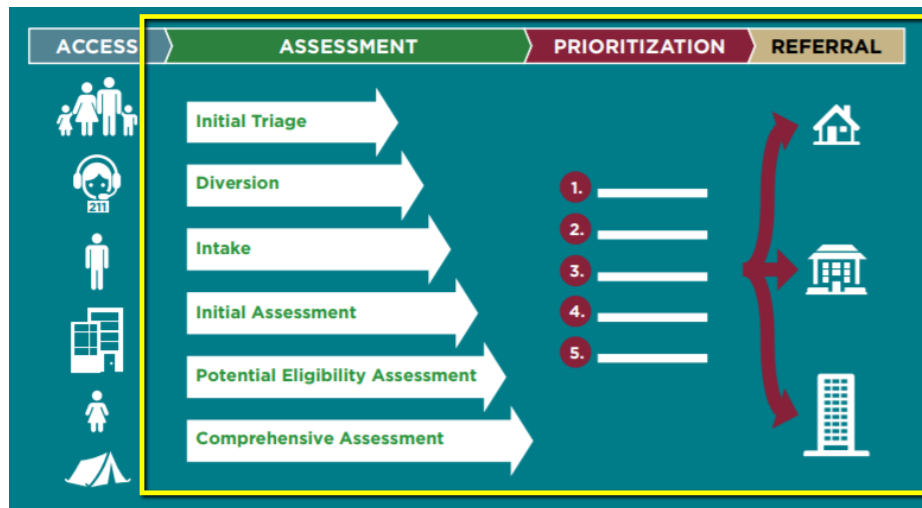 ACCESS
ASSESSMENT
PRIORITIZATION
REFERRAL
Initial Triage
Diversion
Intake
Initial Assessment
Potential Eligibility Assessment
Comprehensive Assessment
211
1.
2.
3.
4.
5.